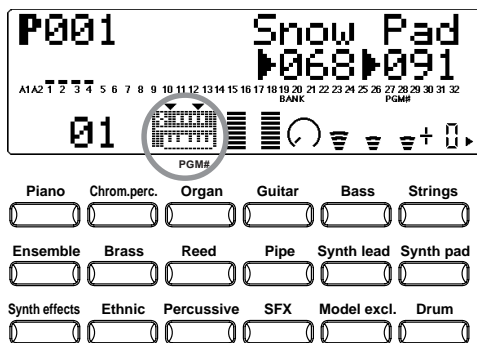 P001 Snow Pad
▶068▶091
A1 A2 1 2 3 4 5 6 7 8 9 10 11 12 13 14 15 16 17 18 19 20 21 22 23 24 25 26 27 28 29 30 31 32
BANK PGM#
01 + 0
PGM#
Piano Chrom.perc. Organ Guitar Bass Strings
Ensemble Brass Reed Pipe Synth lead Synth pad
Synth effects Ethnic Percussive SFX Model excl. Drum